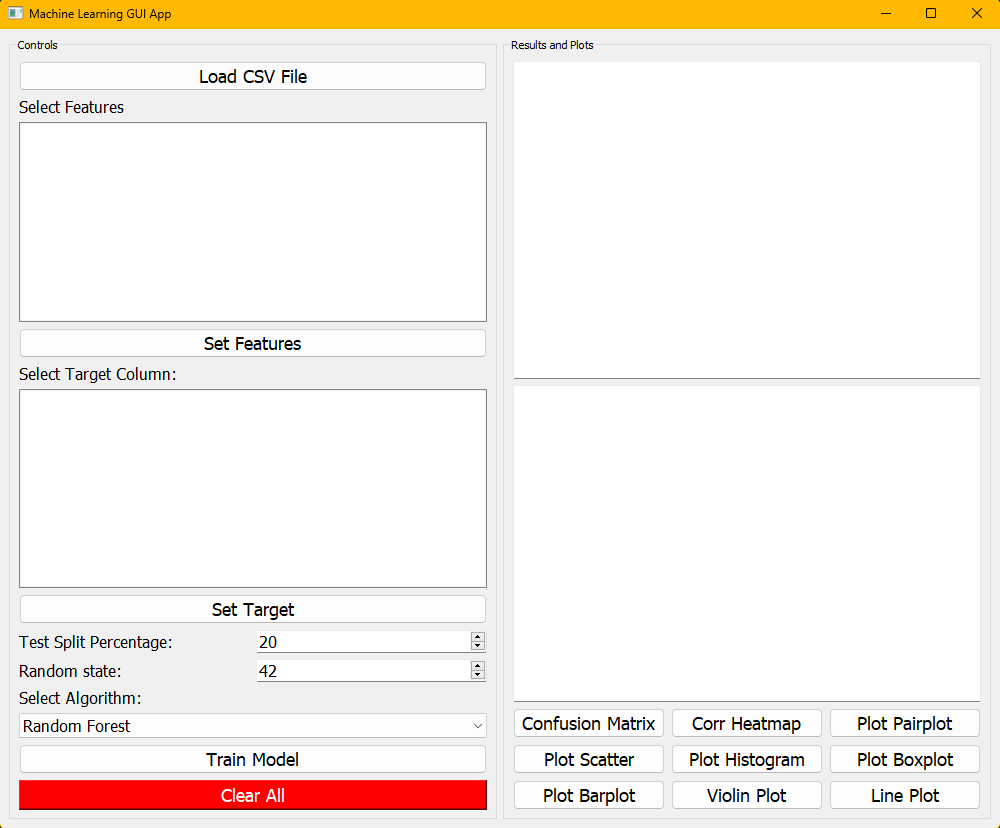 Machine Learning GUI App
Controls
Load CSV File
Select Features
Set Features
Select Target Column:
Set Target
Test Split Percentage: 20
Random state: 42
Select Algorithm:
Random Forest
Train Model
Clear All
Results and Plots
Confusion Matrix Corr Heatmap Plot Pairplot
Plot Scatter Plot Histogram Plot Boxplot
Plot Barplot Violin Plot Line Plot